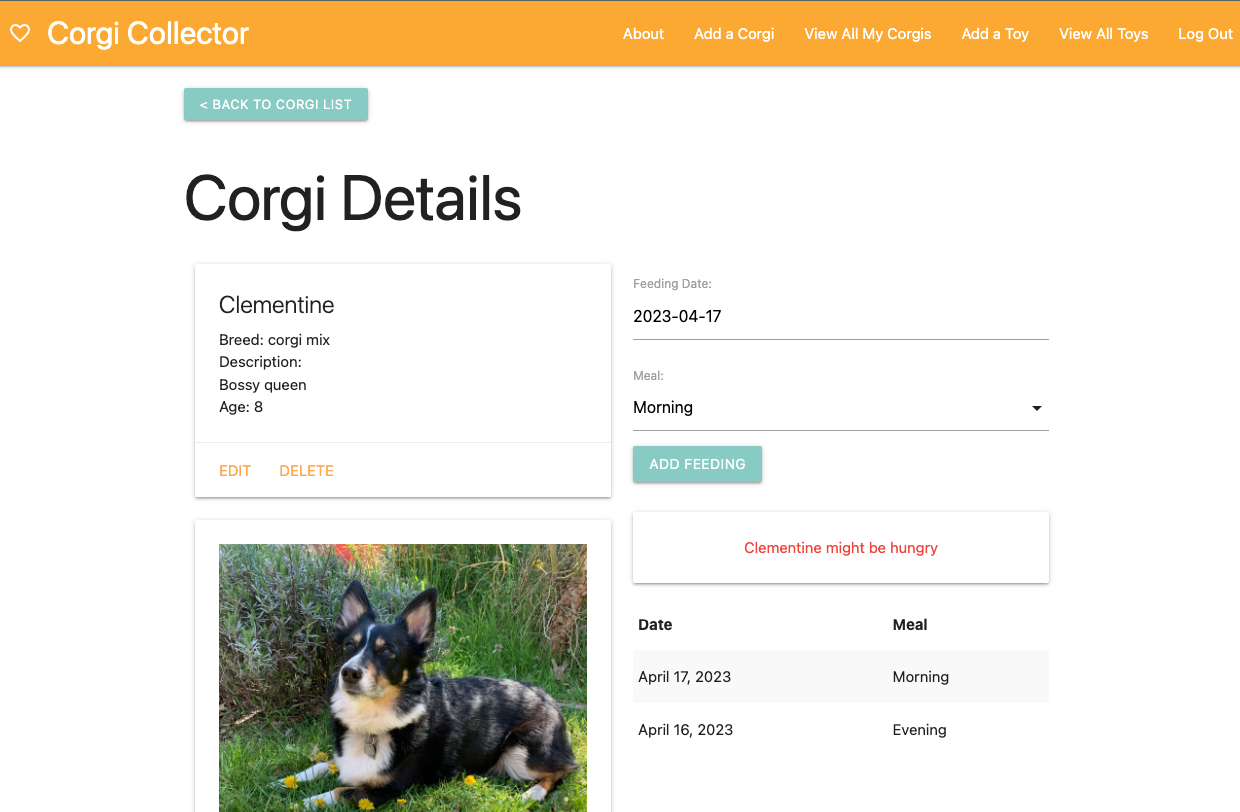 Corgi Collector
About
Add a Corgi
View All My Corgis
Add a Toy
View All Toys
Log Out
< BACK TO CORGI LIST
Corgi Details
Clementine
Breed: corgi mix
Description:
Bossy queen
Age: 8
EDIT
DELETE
Feeding Date:
2023-04-17
Meal:
Morning
ADD FEEDING
Clementine might be hungry
Date Meal
April 17, 2023 Morning
April 16, 2023 Evening